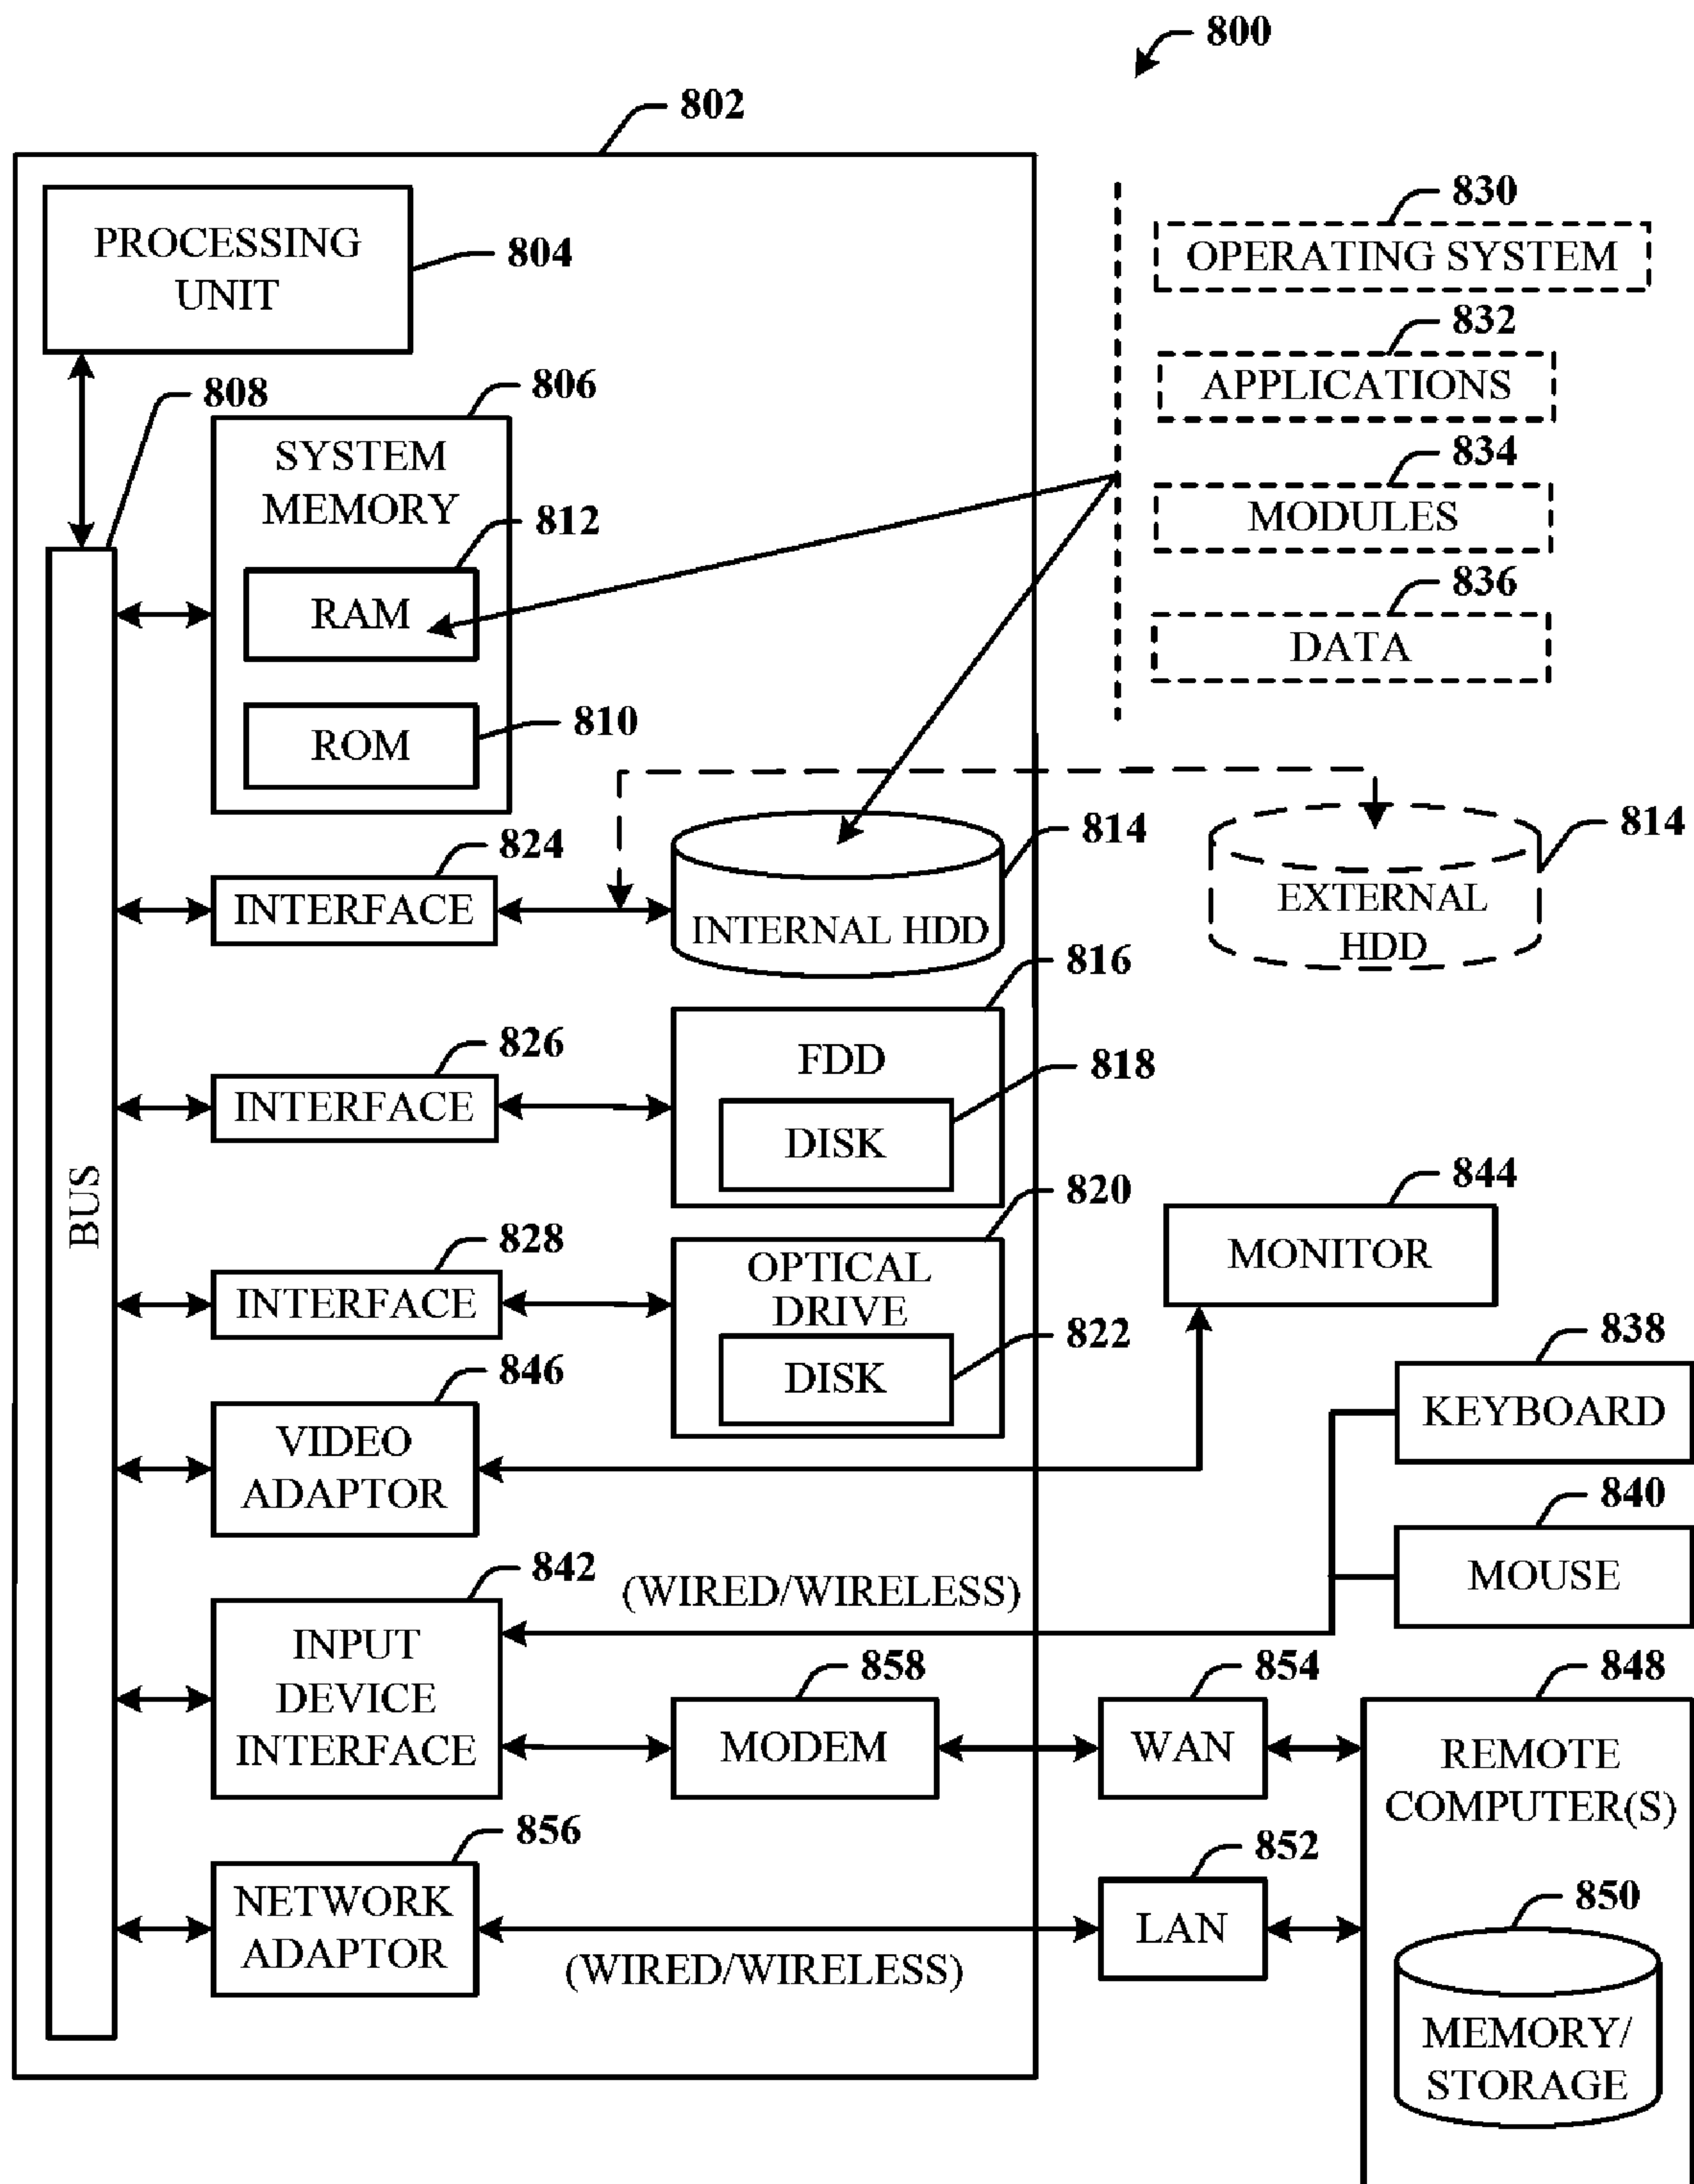 800
802
PROCESSING
UNIT
804
830
OPERATING SYSTEM
832
APPLICATIONS
834
MODULES
836
DATA
808
806
SYSTEM
MEMORY
812
RAM
810
ROM
BUS
824
INTERFACE
814
INTERNAL HDD
814
EXTERNAL
HDD
826
INTERFACE
816
FDD
818
DISK
828
INTERFACE
820
OPTICAL
DRIVE
822
DISK
844
MONITOR
846
VIDEO
ADAPTOR
838
KEYBOARD
840
MOUSE
842
INPUT
DEVICE
INTERFACE
(WIRED/WIRELESS)
858
MODEM
854
WAN
848
REMOTE
COMPUTER(S)
856
NETWORK
ADAPTOR
(WIRED/WIRELESS)
852
LAN
850
MEMORY/
STORAGE